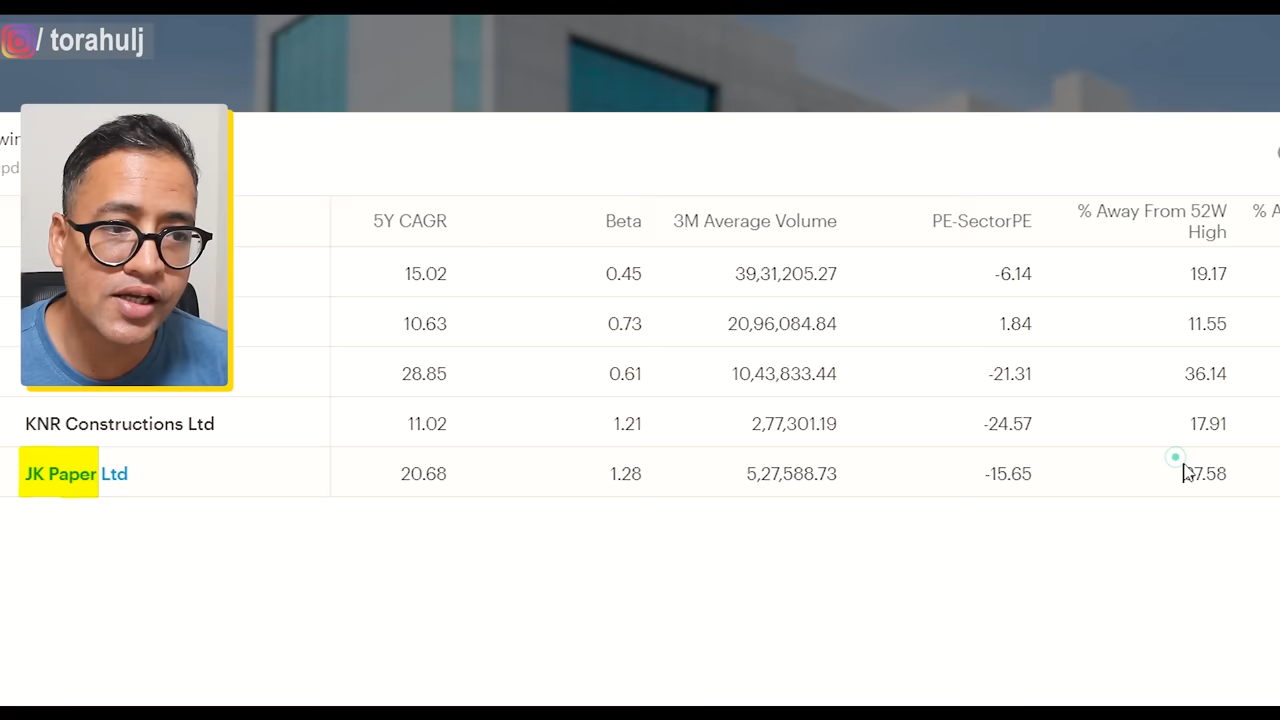 / torahulj
wir
pd
5Y CAGR Beta 3M Average Volume PE-SectorPE % Away From 52W High % A
15.02 0.45 39,31,205.27 -6.14 19.17
10.63 0.73 20,96,084.84 1.84 11.55
28.85 0.61 10,43,833.44 -21.31 36.14
KNR Constructions Ltd 11.02 1.21 2,77,301.19 -24.57 17.91
JK Paper Ltd 20.68 1.28 5,27,588.73 -15.65